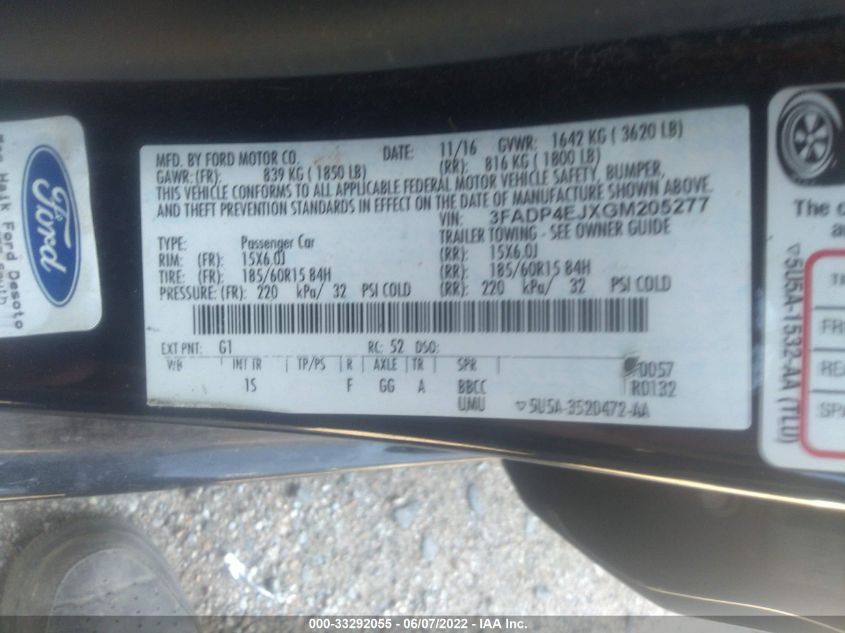 Ford
Ford Desoto
MFD. BY FORD MOTOR CO. DATE: 11/16 GVWR: 1642 KG ( 3620 LB)
GAWR: (FR): 839 KG ( 1850 LB) (RR): 816 KG ( 1800 LB)
THIS VEHICLE CONFORMS TO ALL APPLICABLE FEDERAL MOTOR VEHICLE SAFETY, BUMPER,
AND THEFT PREVENTION STANDARDS IN EFFECT ON THE DATE OF MANUFACTURE SHOWN ABOVE.
VIN: 3FADP4EJXGM205277
TYPE: Passenger Car TRAILER TOWING - SEE OWNER GUIDE
RIM: (FR): 15X6.0J (RR): 15X6.0J
TIRE: (FR): 185/60R15 84H (RR): 185/60R15 84H
PRESSURE: (FR): 220 kPa/ 32 PSI COLD (RR): 220 kPa/ 32 PSI COLD
EXT PNT: G1 RC: 52 DSO:
WB INT TR TP/PS R AXLE TR SPR 0057
1S F GG A BBCC R0132
UMU ▽5U5A-3520472-AA
The
▽5U5A-1532-AA (TLU)
000-33292055 - 06/07/2022 - IAA Inc.